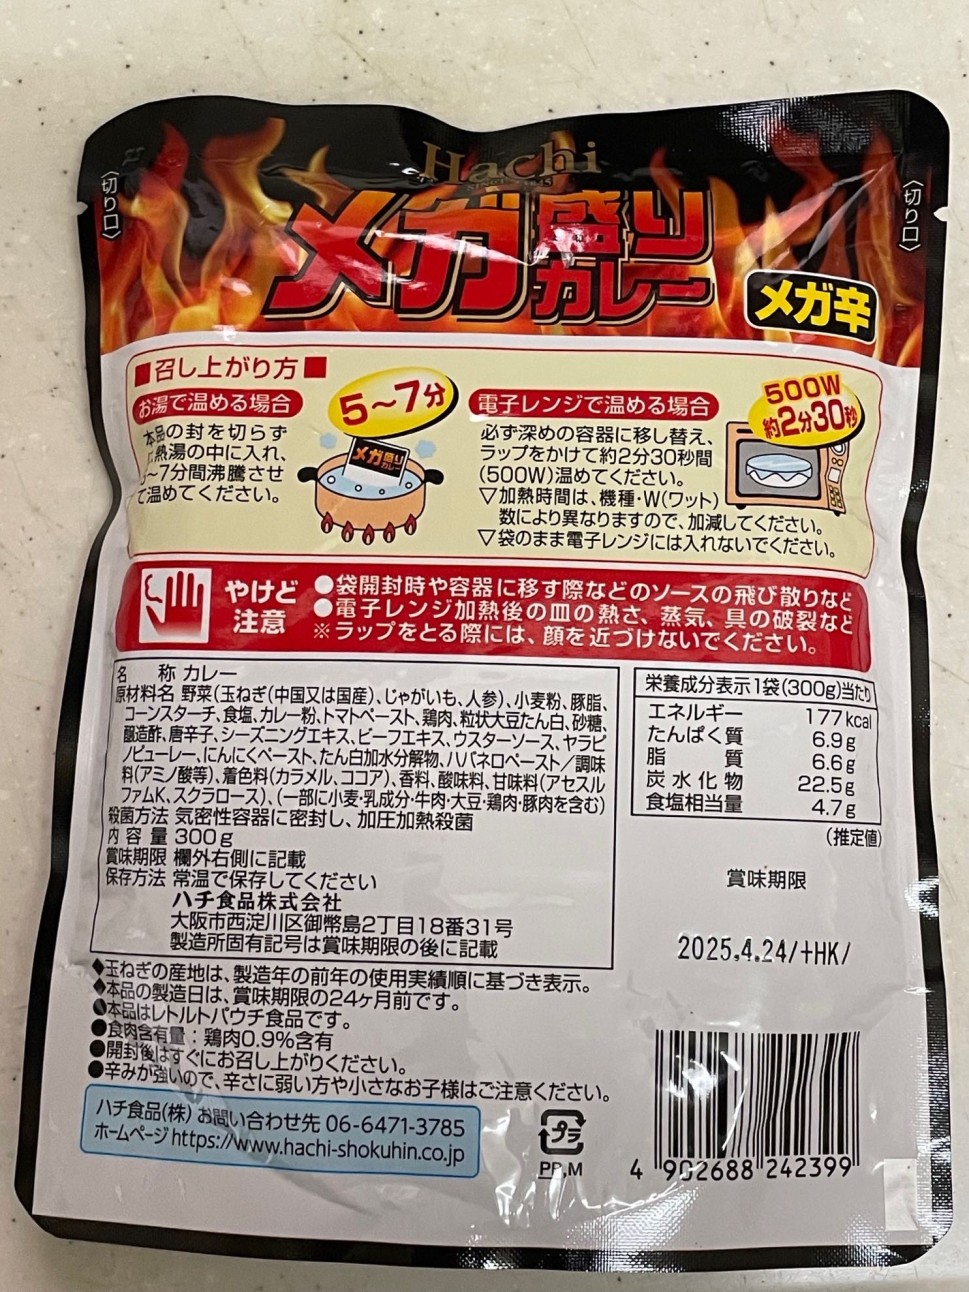 〈切り口〉
Hachi
〈切り口〉
メガ盛り
カレー
メガ辛
■召し上がり方■
お湯で温める場合
5〜7分
本品の封を切らず
に熱湯の中に入れ、
5〜7分間沸騰させ
て温めてください。
メガ盛り
カレー
電子レンジで温める場合
500W
約2分30秒
必ず深めの容器に移し替え、
ラップをかけて約2分30秒間
(500W)温めてください。
▽加熱時間は、機種・W(ワット)
数により異なりますので、加減してください。
▽袋のまま電子レンジには入れないでください。
やけど
注意
●袋開封時や容器に移す際などのソースの飛び散りなど
●電子レンジ加熱後の皿の熱さ、蒸気、具の破裂など
※ラップをとる際には、顔を近づけないでください。
名称 カレー
原材料名 野菜(玉ねぎ(中国又は国産)、じゃがいも、人参)、小麦粉、豚脂、
コーンスターチ、食塩、カレー粉、トマトペースト、鶏肉、粒状大豆たん白、砂糖、
醸造酢、唐辛子、シーズニングエキス、ビーフエキス、ウスターソース、ヤラピ
ノピューレー、にんにくペースト、たん白加水分解物、ハバネロペースト／調味
料(アミノ酸等)、着色料(カラメル、ココア)、香料、酸味料、甘味料(アセスル
ファムK、スクラロース)、(一部に小麦・乳成分・牛肉・大豆・鶏肉・豚肉を含む)
殺菌方法 気密性容器に密封し、加圧加熱殺菌
内容量 300g
賞味期限 欄外右側に記載
保存方法 常温で保存してください
ハチ食品株式会社
大阪市西淀川区御幣島2丁目18番31号
製造所固有記号は賞味期限の後に記載
栄養成分表示1袋(300g)当たり
エネルギー 177kcal
たんぱく質 6.9g
脂質 6.6g
炭水化物 22.5g
食塩相当量 4.7g
(推定値)
賞味期限
2025.4.24/+HK/
◆玉ねぎの産地は、製造年の前年の使用実績順に基づき表示。
◆本品の製造日は、賞味期限の24ヶ月前です。
●本品はレトルトパウチ食品です。
●食肉含有量：鶏肉0.9%含有
●開封後はすぐにお召し上がりください。
●辛みが強いので、辛さに弱い方や小さなお子様はご注意ください。
ハチ食品(株) お問い合わせ先 06-6471-3785
ホームページ https://www.hachi-shokuhin.co.jp
プラ
PP,M
4 902688 242399